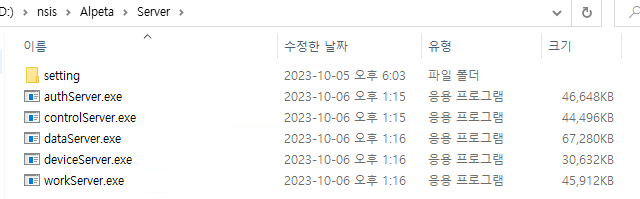 D:) > nsis > Alpeta > Server >
이름 수정한 날짜 유형 크기
setting 2023-10-05 오후 6:03 파일 폴더
authServer.exe 2023-10-06 오후 1:15 응용 프로그램 46,648KB
controlServer.exe 2023-10-06 오후 1:15 응용 프로그램 44,496KB
dataServer.exe 2023-10-06 오후 1:16 응용 프로그램 67,280KB
deviceServer.exe 2023-10-06 오후 1:16 응용 프로그램 30,632KB
workServer.exe 2023-10-06 오후 1:16 응용 프로그램 45,912KB